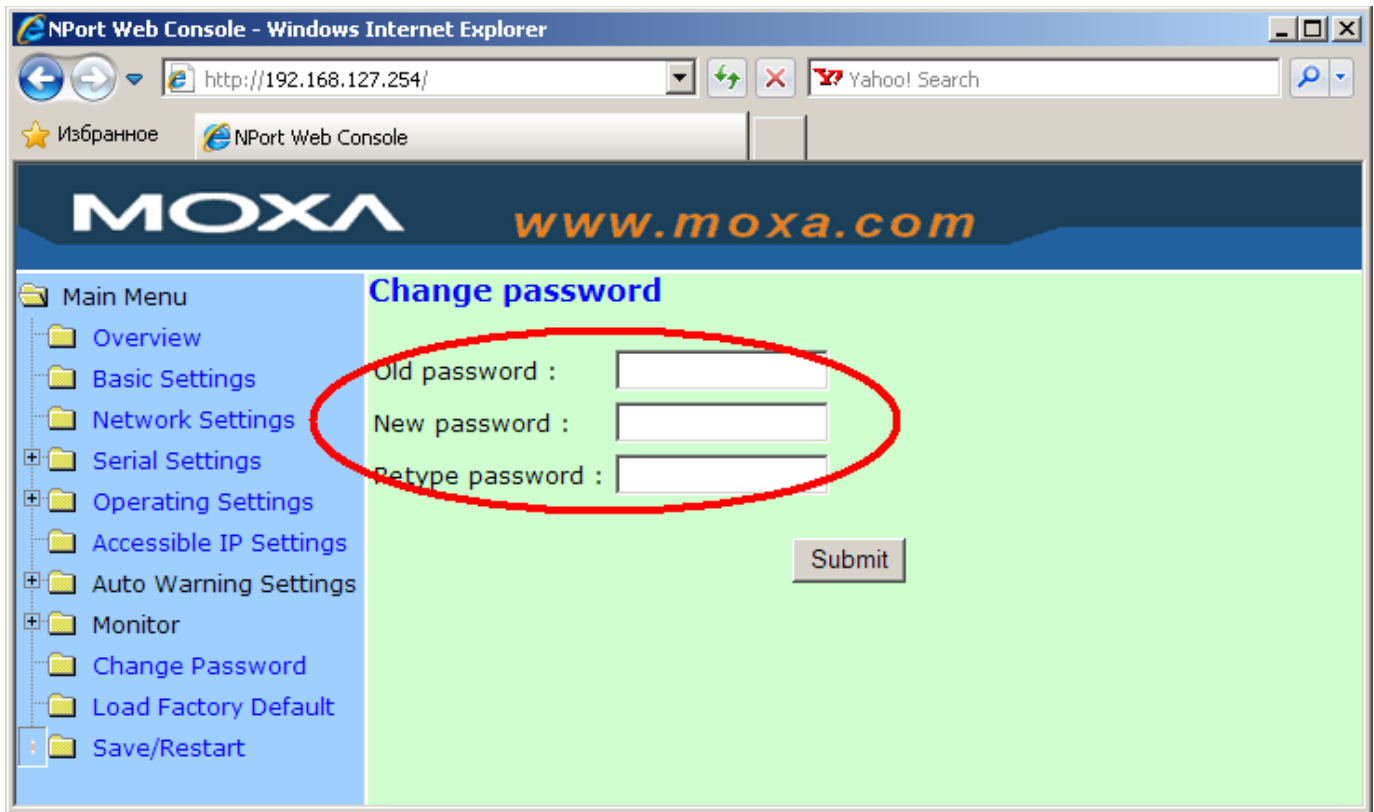 NPort Web Console - Windows Internet Explorer
http://192.168.127.254/
Yahoo! Search
Избранное
NPort Web Console
MOXA
www.moxa.com
Main Menu
Overview
Basic Settings
Network Settings
Serial Settings
Operating Settings
Accessible IP Settings
Auto Warning Settings
Monitor
Change Password
Load Factory Default
Save/Restart
Change password
Old password :
New password :
Retype password :
Submit